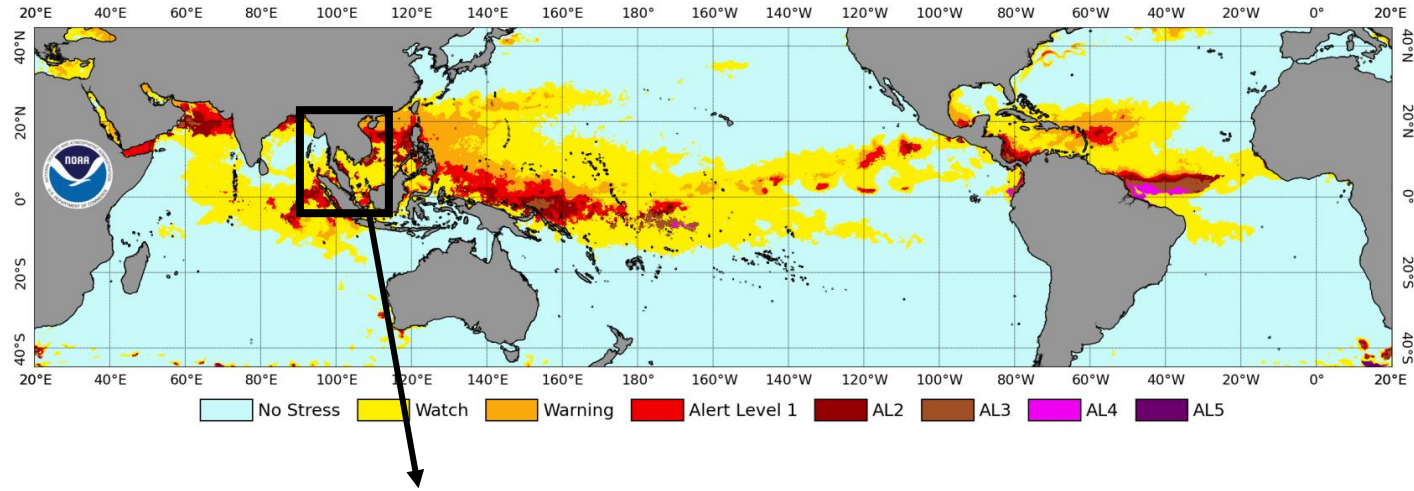 20°E 40°E 60°E 80°E 100°E 120°E 140°E 160°E 180° 160°W 140°W 120°W 100°W 80°W 60°W 40°W 20°W 0° 20°E
40°N 40°N
20°N 20°N
NOAA
0° 0°
20°S 20°S
40°S 40°S
20°E 40°E 60°E 80°E 100°E 120°E 140°E 160°E 180° 160°W 140°W 120°W 100°W 80°W 60°W 40°W 20°W 0° 20°E
No Stress Watch Warning Alert Level 1 AL2 AL3 AL4 AL5